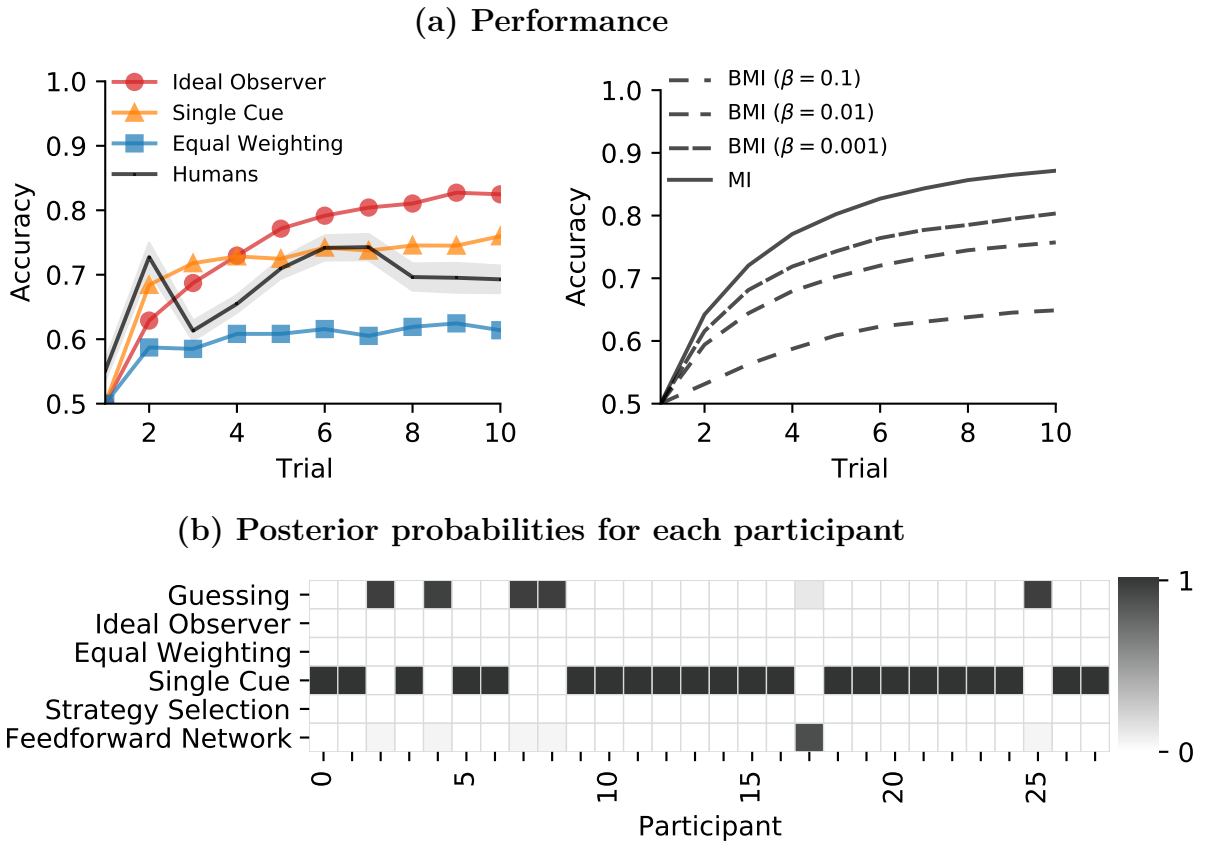 (a) Performance
1.0
0.9
0.8
0.7
0.6
0.5
Accuracy
2 4 6 8 10
Trial
Ideal Observer
Single Cue
Equal Weighting
Humans
1.0
0.9
0.8
0.7
0.6
0.5
Accuracy
2 4 6 8 10
Trial
BMI (β = 0.1)
BMI (β = 0.01)
BMI (β = 0.001)
MI
(b) Posterior probabilities for each participant
Guessing
Ideal Observer
Equal Weighting
Single Cue
Strategy Selection
Feedforward Network
0 5 10 15 20 25
Participant
1
0